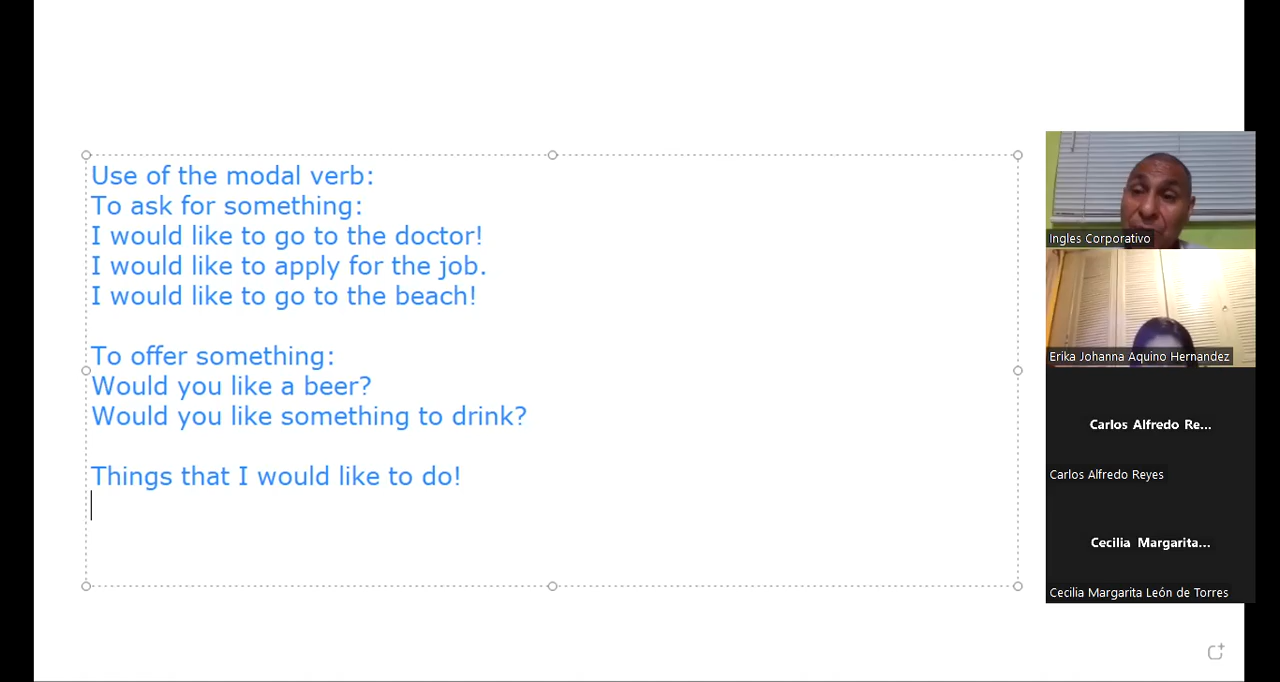 Use of the modal verb:
To ask for something:
I would like to go to the doctor!
I would like to apply for the job.
I would like to go to the beach!
To offer something:
Would you like a beer?
Would you like something to drink?
Things that I would like to do!
Ingles Corporativo
Erika Johanna Aquino Hernandez
Carlos Alfredo Re...
Carlos Alfredo Reyes
Cecilia Margarita...
Cecilia Margarita León de Torres